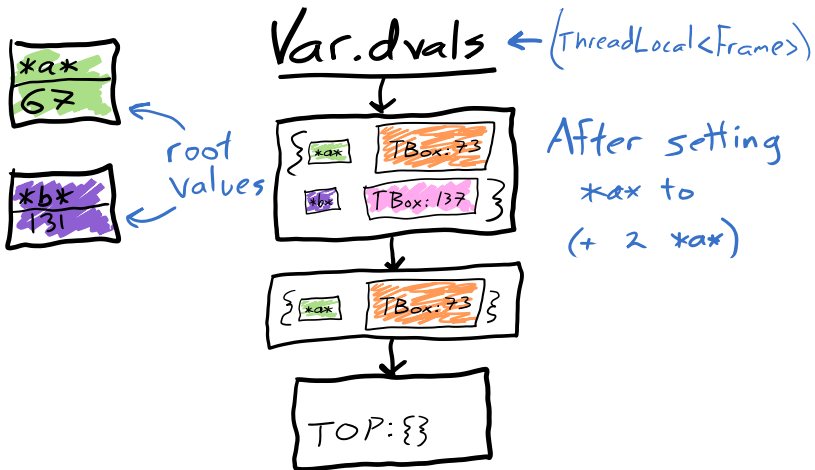 Var.dvals
(ThreadLocal<Frame>)
*a*
67
root
values
*b*
131
{ *a* TBox: 73
*b* TBox: 137 }
After setting
*a* to
(+ 2 *a*)
{ *a* TBox: 73 }
TOP: {}